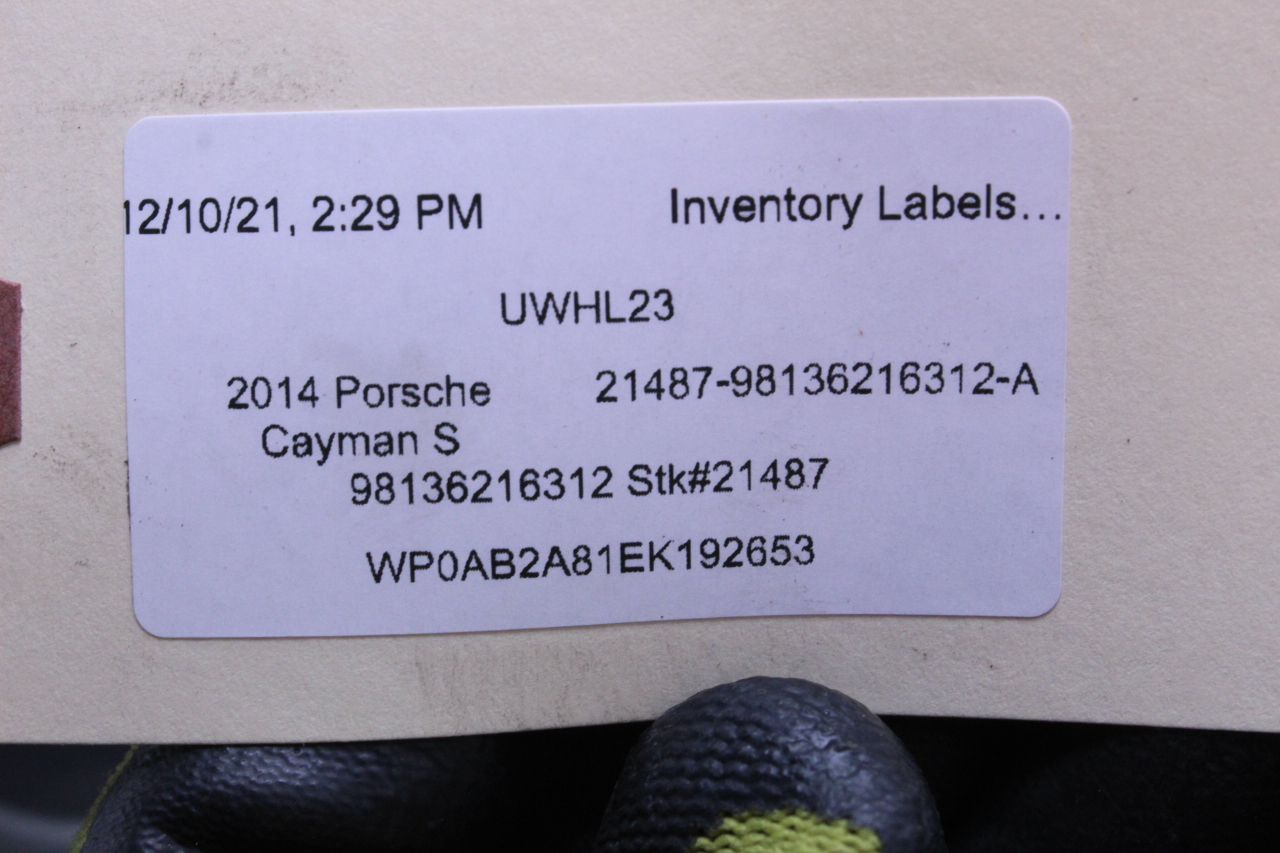 12/10/21, 2:29 PM Inventory Labels...
UWHL23
2014 Porsche 21487-98136216312-A
Cayman S
98136216312 Stk#21487
WP0AB2A81EK192653